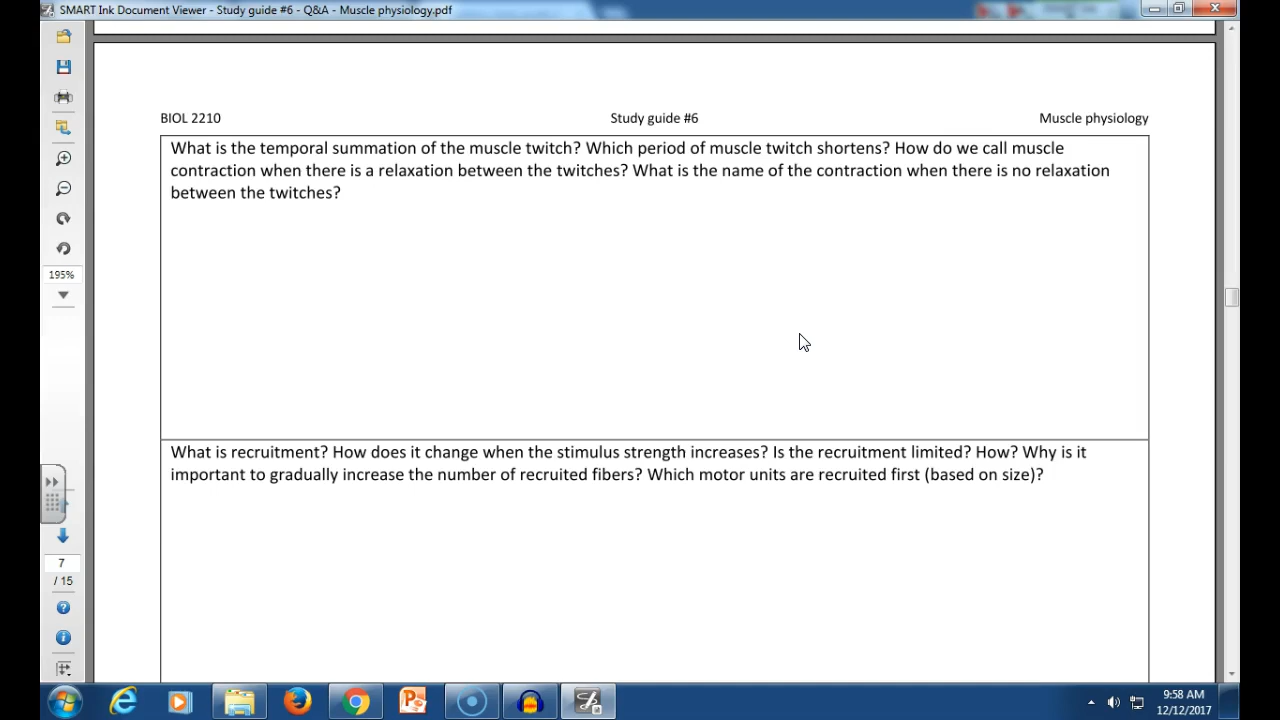 SMART Ink Document Viewer - Study guide #6 - Q&A - Muscle physiology.pdf
BIOL 2210 Study guide #6 Muscle physiology
What is the temporal summation of the muscle twitch? Which period of muscle twitch shortens? How do we call muscle
contraction when there is a relaxation between the twitches? What is the name of the contraction when there is no relaxation
between the twitches?
195%
What is recruitment? How does it change when the stimulus strength increases? Is the recruitment limited? How? Why is it
important to gradually increase the number of recruited fibers? Which motor units are recruited first (based on size)?
7
/ 15
9:58 AM
12/12/2017